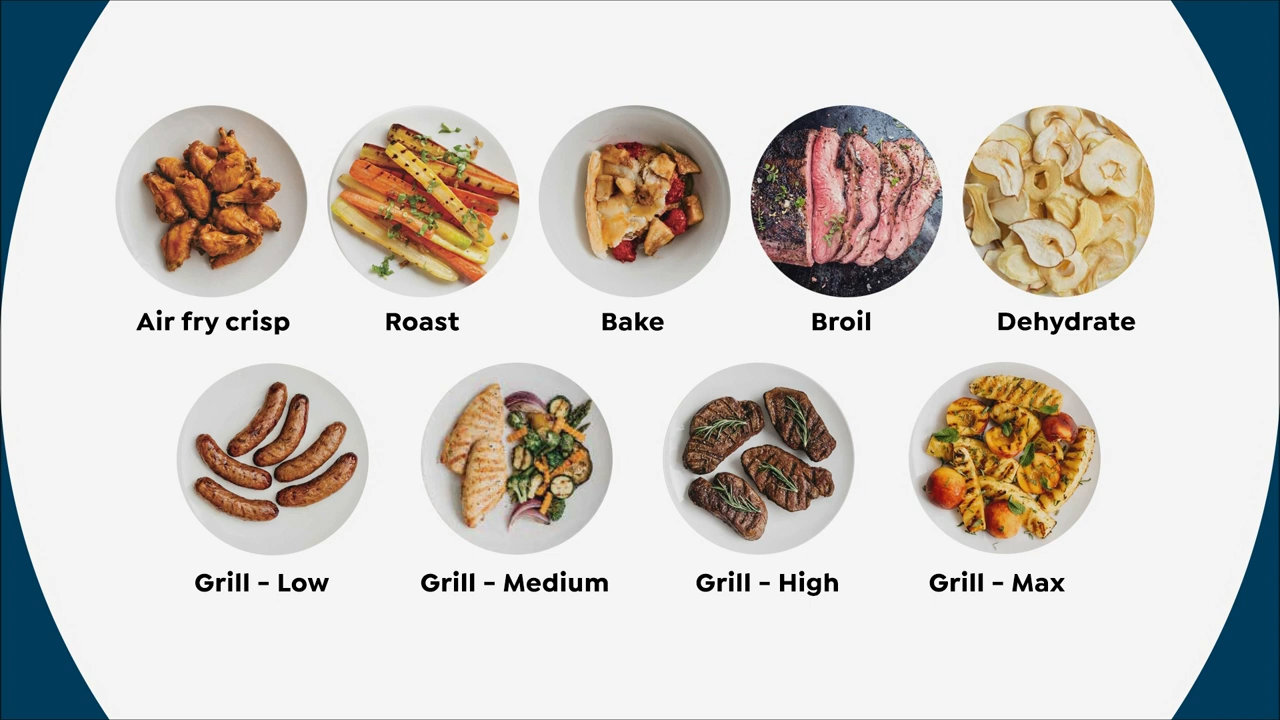 Air fry crisp
Roast
Bake
Broil
Dehydrate
Grill - Low
Grill - Medium
Grill - High
Grill - Max